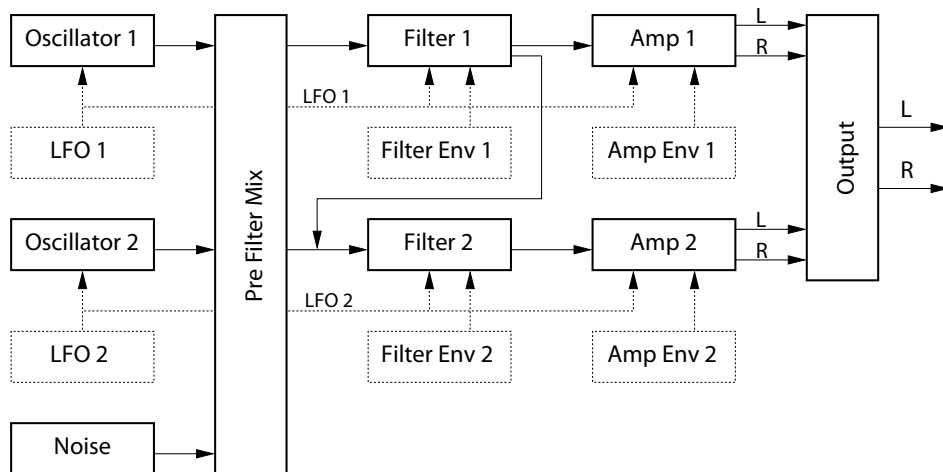 Oscillator 1
Filter 1
Amp 1
L
R
LFO 1
LFO 1
Filter Env 1
Amp Env 1
Pre Filter Mix
Output
L
R
Oscillator 2
Filter 2
Amp 2
L
R
LFO 2
LFO 2
Filter Env 2
Amp Env 2
Noise